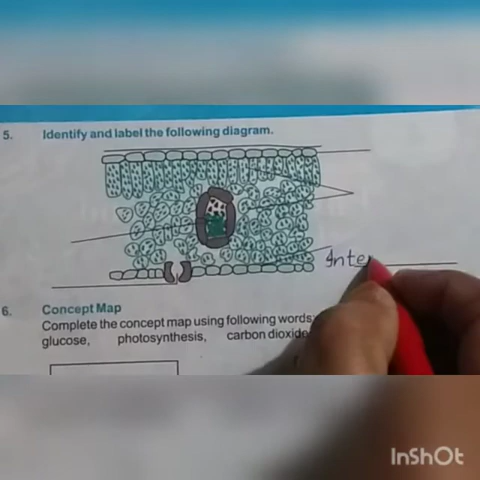 5. Identify and label the following diagram.
Inte
6. Concept Map
Complete the concept map using following words:
glucose, photosynthesis, carbon dioxide
InShOt